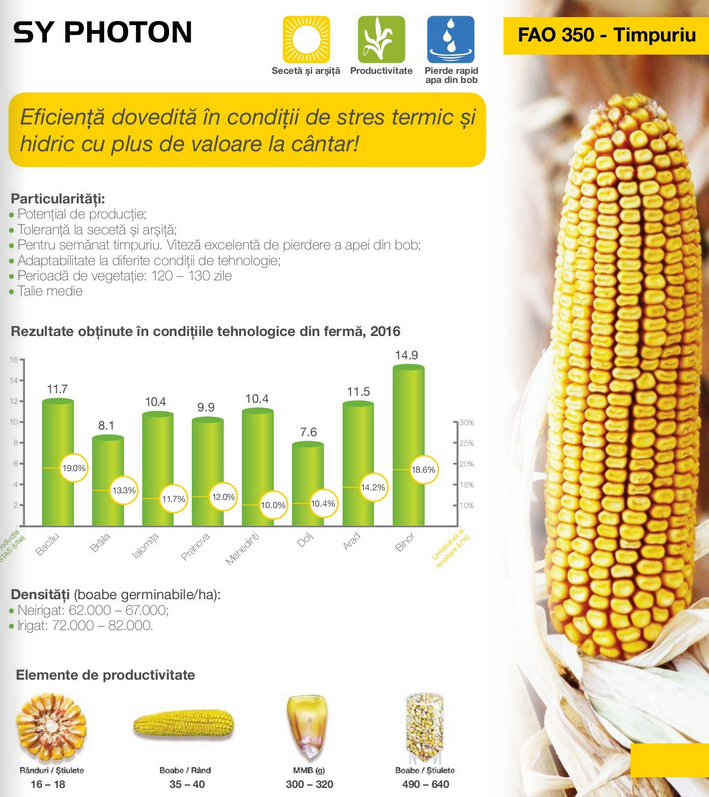 SY PHOTON
FAO 350 - Timpuriu
Secetă și arșiță
Productivitate
Pierde rapid
apa din bob
Eficiență dovedită în condiții de stres termic și
hidric cu plus de valoare la cântar!
Particularități:
• Potențial de producție;
• Toleranță la secetă și arșiță;
• Pentru semănat timpuriu. Viteză excelentă de pierdere a apei din bob;
• Adaptabilitate la diferite condiții de tehnologie;
• Perioadă de vegetație: 120 – 130 zile
• Talie medie
Rezultate obținute în condițiile tehnologice din fermă, 2016
16
14
12
10
8
6
4
2
11.7
8.1
10.4
9.9
10.4
7.6
11.5
14.9
30%
25%
20%
15%
10%
19.0%
13.3%
11.7%
12.0%
10.0%
10.4%
14.2%
18.6%
STAS (t/ha)
Bacău
Brăila
Ialomița
Prahova
Mehedinți
Dolj
Arad
Bihor
Umiditatea la
recoltare (U%)
Densități (boabe germinabile/ha):
• Neirigat: 62.000 – 67.000;
• Irigat: 72.000 – 82.000.
Elemente de productivitate
Rânduri / Știulete
16 – 18
Boabe / Rând
35 – 40
MMB (g)
300 – 320
Boabe / Știulete
490 – 640